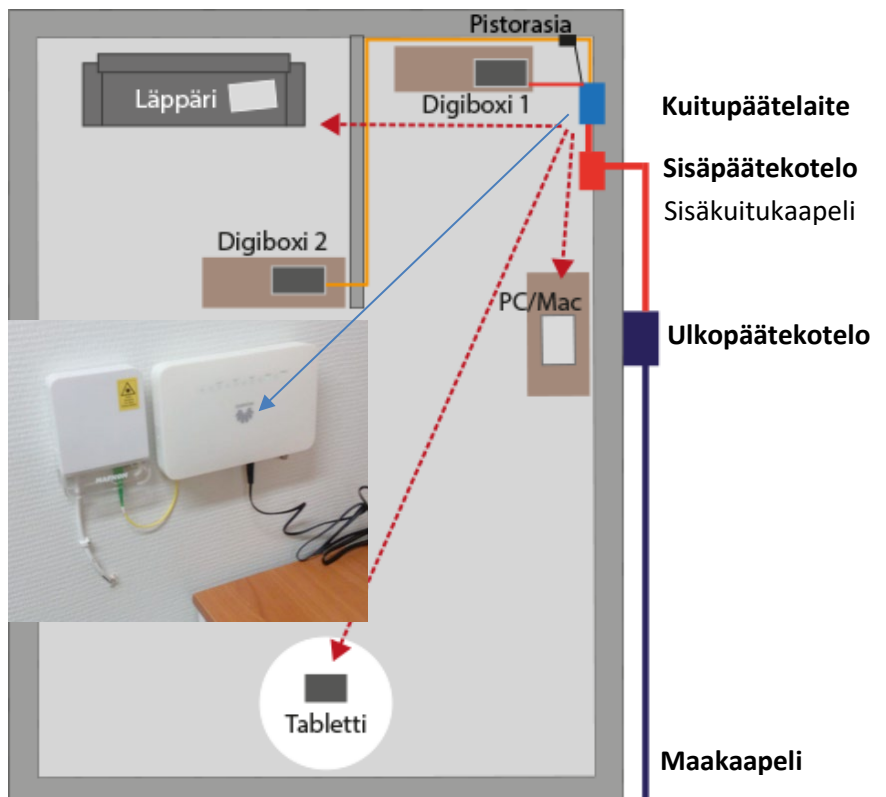 Pistorasia
Läppäri
Digiboxi 1
Kuitupäätelaite
Sisäpäätekotelo
Sisäkuitukaapeli
Digiboxi 2
PC/Mac
Ulkopäätekotelo
Tabletti
Maakaapeli